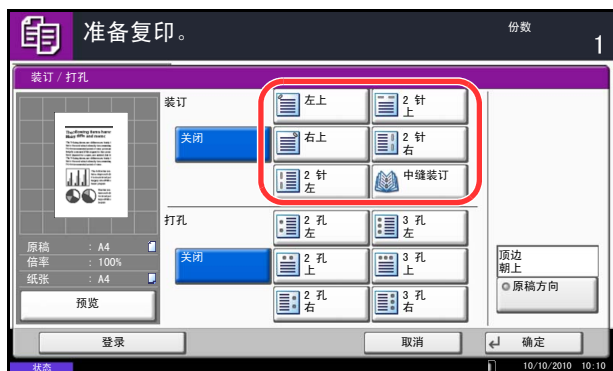 准备复印。
份数
1
装订 / 打孔
装订
关闭
左上
2 针
上
右上
2 针
右
2 针
左
中缝装订
打孔
关闭
2 孔
左
3 孔
左
2 孔
上
3 孔
上
2 孔
右
3 孔
右
原稿 : A4
倍率 : 100%
纸张 : A4
预览
顶边
朝上
原稿方向
登录
取消
确定
状态
10/10/2010 10:10